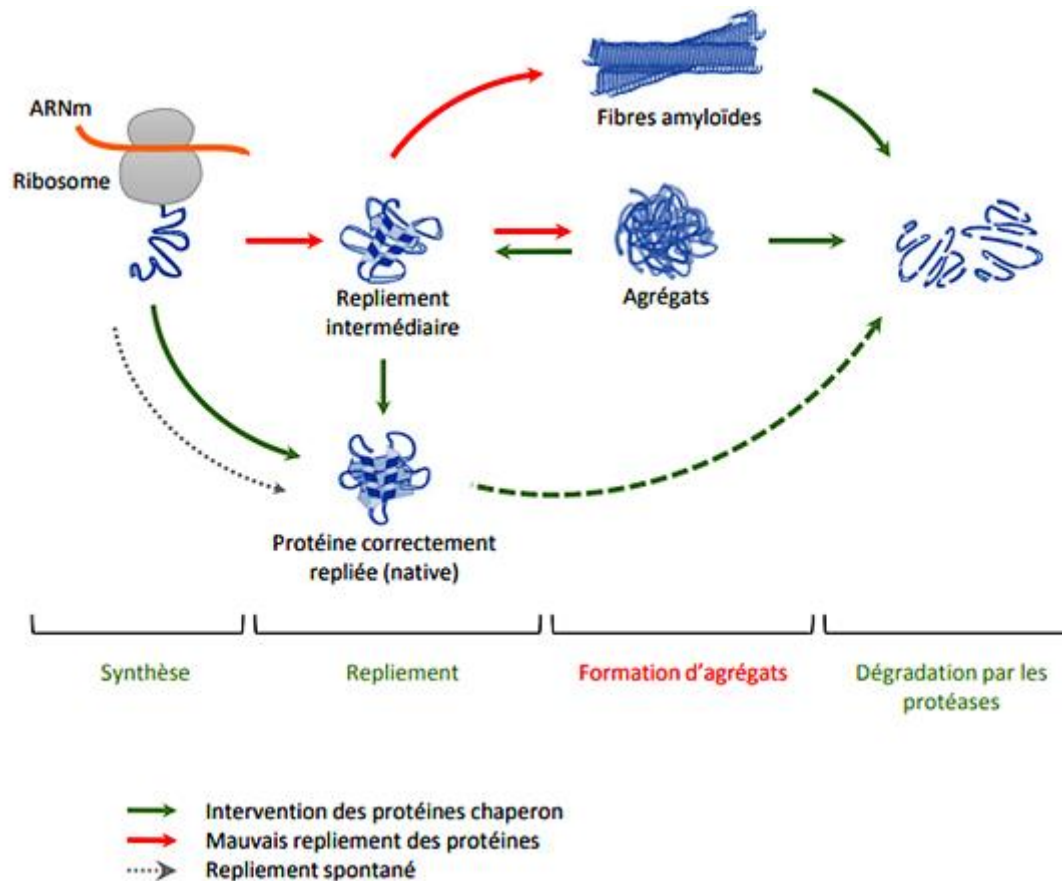 ARNm
Ribosome
Fibres amyloïdes
Repliement
intermédiaire
Agrégats
Protéine correctement
repliée (native)
Synthèse
Repliement
Formation d'agrégats
Dégradation par les
protéases
Intervention des protéines chaperon
Mauvais repliement des protéines
Repliement spontané